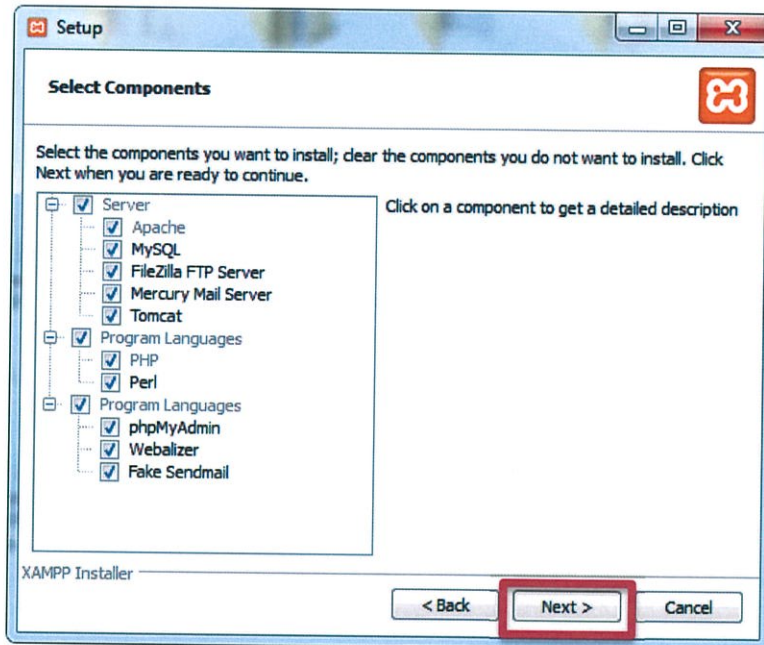 Setup
Select Components
Select the components you want to install; clear the components you do not want to install. Click
Next when you are ready to continue.
Server
Apache
MySQL
FileZilla FTP Server
Mercury Mail Server
Tomcat
Program Languages
PHP
Perl
Program Languages
phpMyAdmin
Webalizer
Fake Sendmail
Click on a component to get a detailed description
XAMPP Installer
< Back
Next >
Cancel